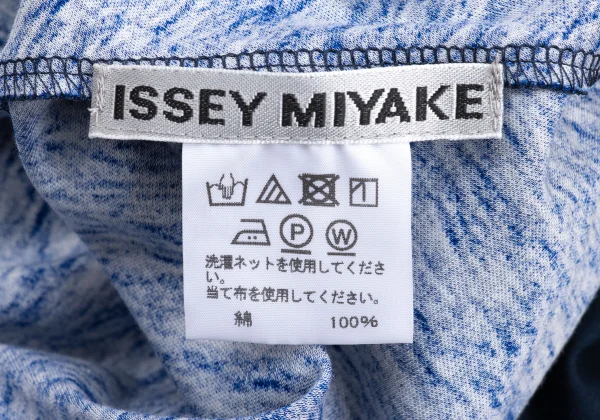 ISSEY MIYAKE
P W
洗濯ネットを使用してくださ
い。
当て布を使用してください。
綿 100%